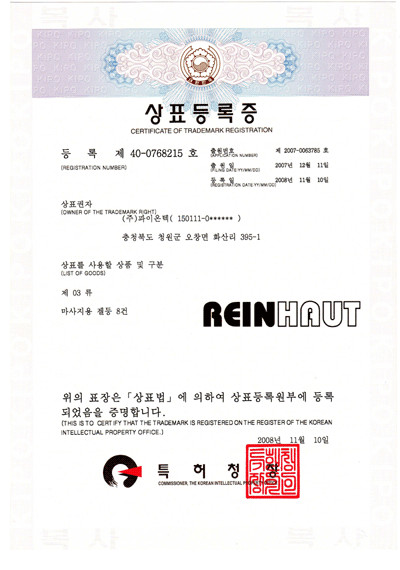 상표등록증
CERTIFICATE OF TRADEMARK REGISTRATION
등 록 제 40-0768215 호
(REGISTRATION NUMBER)
출원번호 제 2007-0063785 호
(APPLICATION NUMBER)
출 원 일 2007년 12월 11일
(FILING DATE:YY/MM/DD)
등 록 일 2008년 11월 10일
(REGISTRATION DATE:YY/MM/DD)
상표권자
(OWNER OF THE TRADEMARK RIGHT)
(주)파이온텍( 150111-0****** )
충청북도 청원군 오창면 화산리 395-1
상표를 사용할 상품 및 구분
(LIST OF GOODS)
제 03 류
마사지용 겔등 8건
REINHAUT
위의 표장은「상표법」에 의하여 상표등록원부에 등록
되었음을 증명합니다.
(THIS IS TO CERTIFY THAT THE TRADEMARK IS REGISTERED ON THE REGISTER OF THE KOREAN
INTELLECTUAL PROPERTY OFFICE.)
2008년 11월 10일
특허청장
COMMISSIONER, THE KOREAN INTELLECTUAL
복사